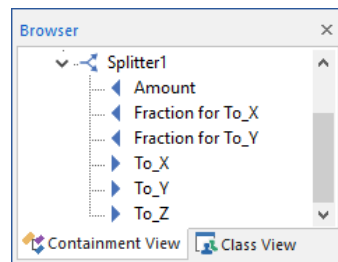 Browser
Splitter1
Amount
Fraction for To_X
Fraction for To_Y
To_X
To_Y
To_Z
Containment View Class View